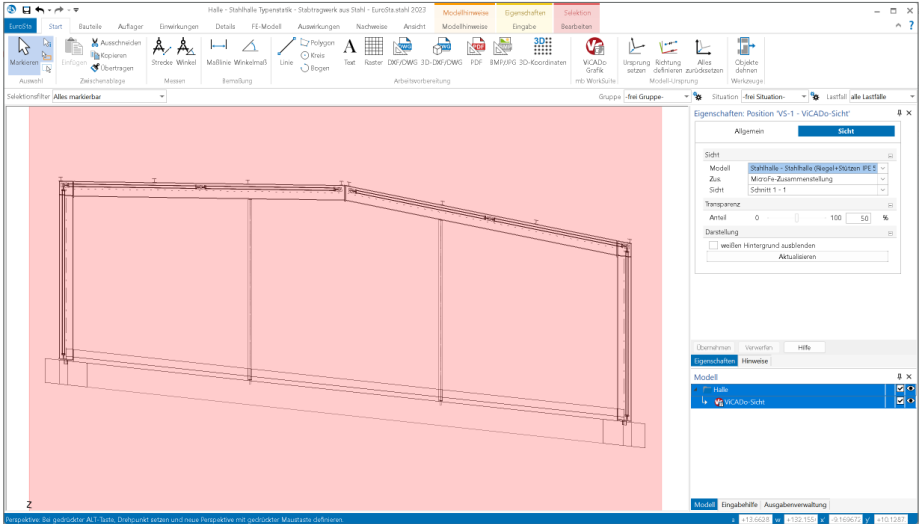 Halle - Stahlhalle Typenstatik - Stabtragwerk aus Stahl - EuroSta.stahl 2023
Modellhinweise Eigenschaften Selektion
EuroSta Start Bauteile Auflager Einwirkungen Details FE-Modell Auswirkungen Nachweise Ansicht Modellhinweise Eingabe Bearbeiten
Markieren
Einfügen
Ausschneiden
Kopieren
Übertragen
Strecke Winkel
Maßlinie Winkelmaß
Linie
Polygon
Kreis
Bogen
Text Raster DXF/DWG 3D-DXF/DWG PDF BMP/JPG 3D-Koordinaten
ViCADo Grafik
Ursprung setzen
Richtung definieren
Alles zurücksetzen
Objekte dehnen
Auswahl Zwischenablage Messen Bemaßung Arbeitsvorbereitung mb WorkSuite Modell-Ursprung Werkzeuge
Selektionsfilter Alles markierbar Gruppe -frei Gruppe- Situation -frei Situation- Lastfall alle Lastfälle
Eigenschaften: Position 'VS-1 - ViCADo-Sicht'
Allgemein Sicht
Sicht
Modell Stahlhalle - Stahlhalle (Riegel+Stützen IPE 5
Zus. MicroFe-Zusammenstellung
Sicht Schnitt 1 - 1
Transparenz
Anteil 0 100 50 %
Darstellung
weißen Hintergrund ausblenden
Aktualisieren
Übernehmen Verwerfen Hilfe
Eigenschaften Hinweise
Modell
Halle
ViCADo-Sicht
Z
Modell Eingabehilfe Ausgabenverwaltung
Perspektive: Bei gedrückter ALT-Taste, Drehpunkt setzen und neue Perspektive mit gedrückter Maustaste definieren.